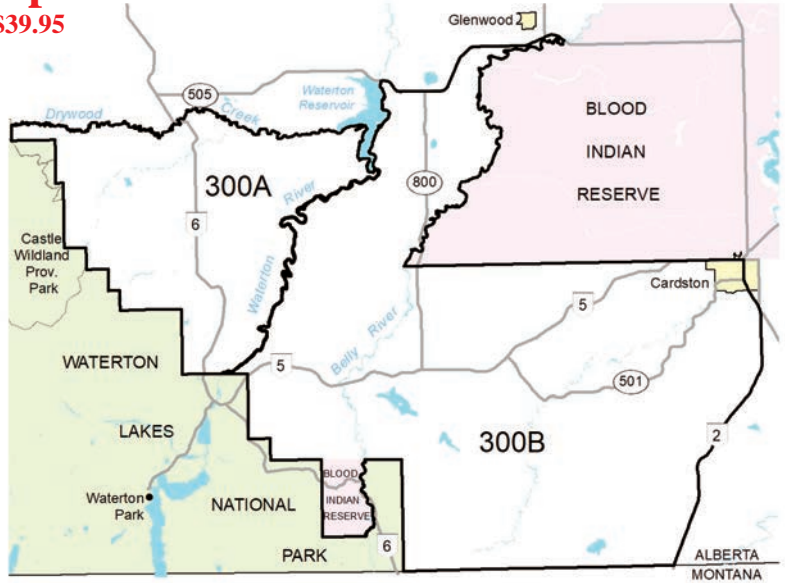 $39.95
Glenwood
505
Waterton
Reservoir
Drywood
Creek
BLOOD
INDIAN
RESERVE
300A
River
800
6
Castle
Wildland
Prov.
Park
Waterton
Cardston
5
WATERTON
5
Belly River
501
LAKES
300B
2
BLOOD
INDIAN
RESERVE
Waterton
Park
NATIONAL
6
PARK
ALBERTA
MONTANA